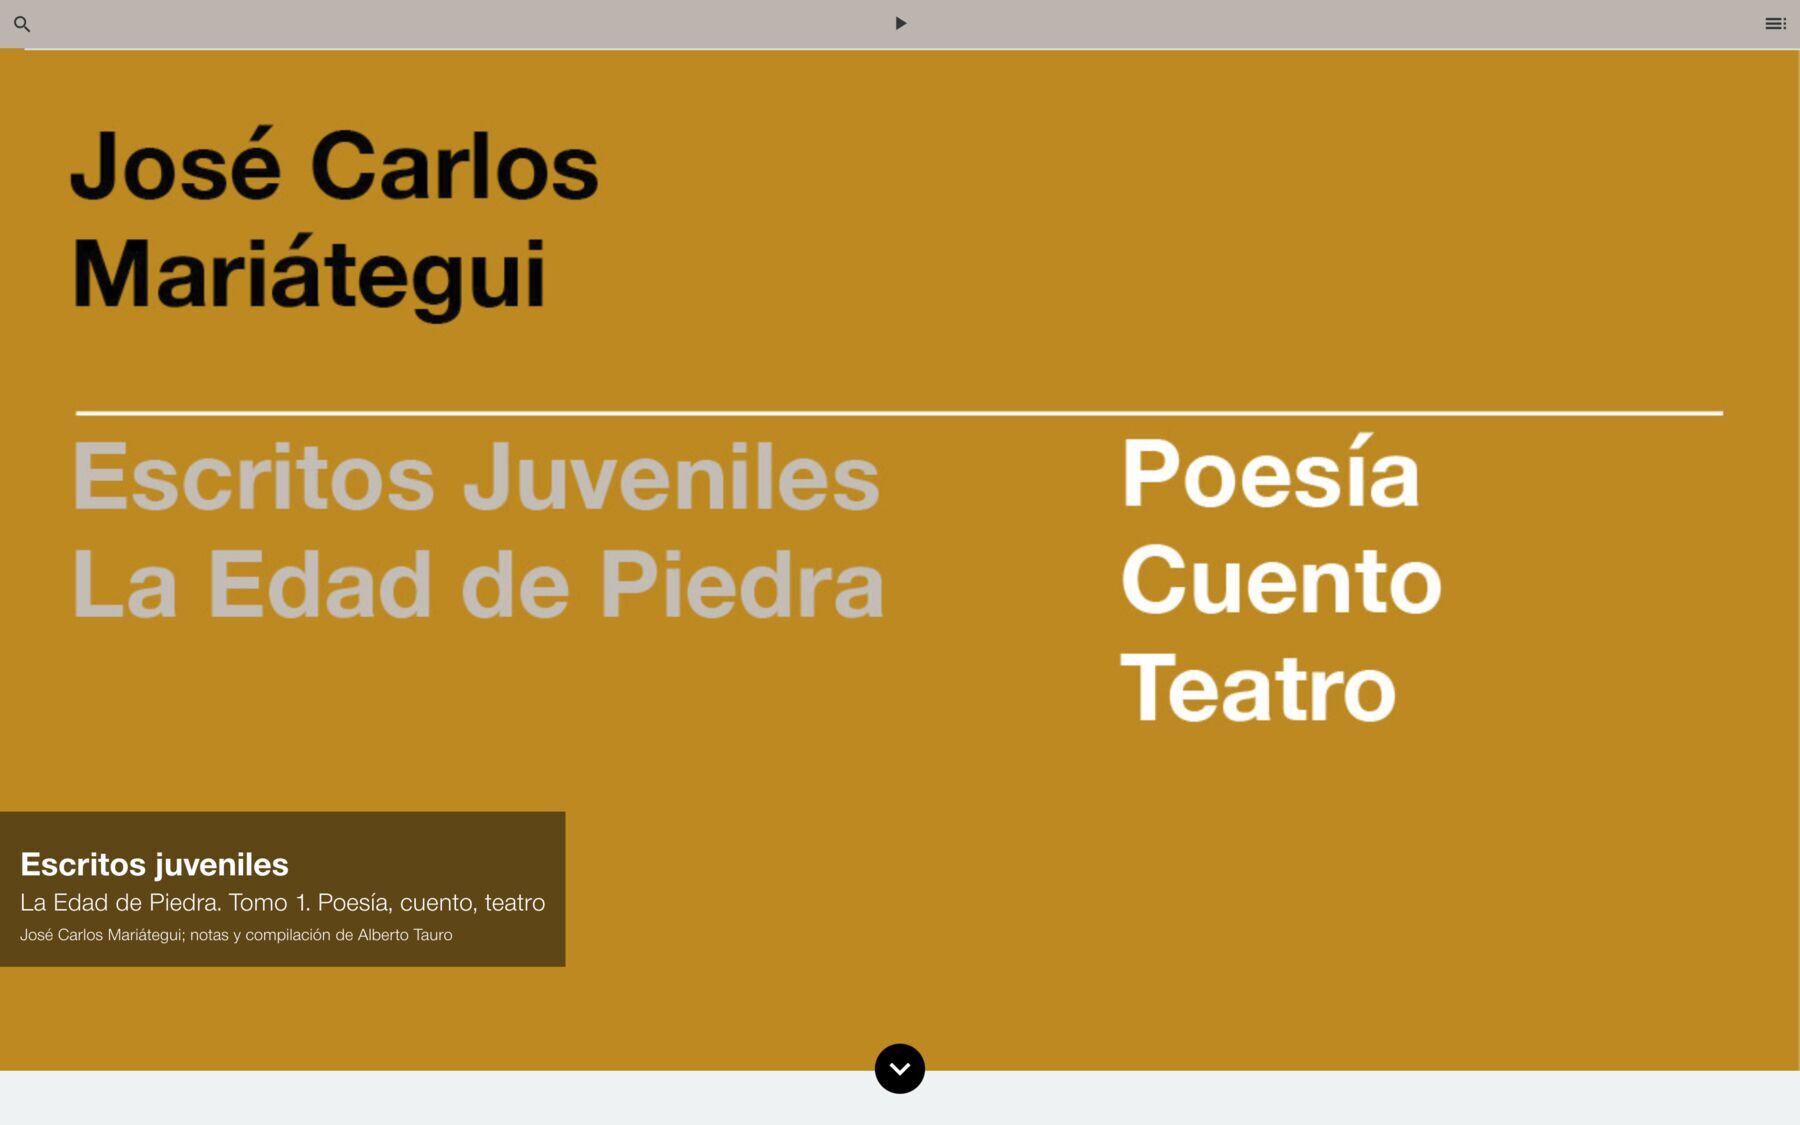 José Carlos
Mariátegui
Escritos Juveniles
La Edad de Piedra
Poesía
Cuento
Teatro
Escritos juveniles
La Edad de Piedra. Tomo 1. Poesía, cuento, teatro
José Carlos Mariátegui; notas y compilación de Alberto Tauro